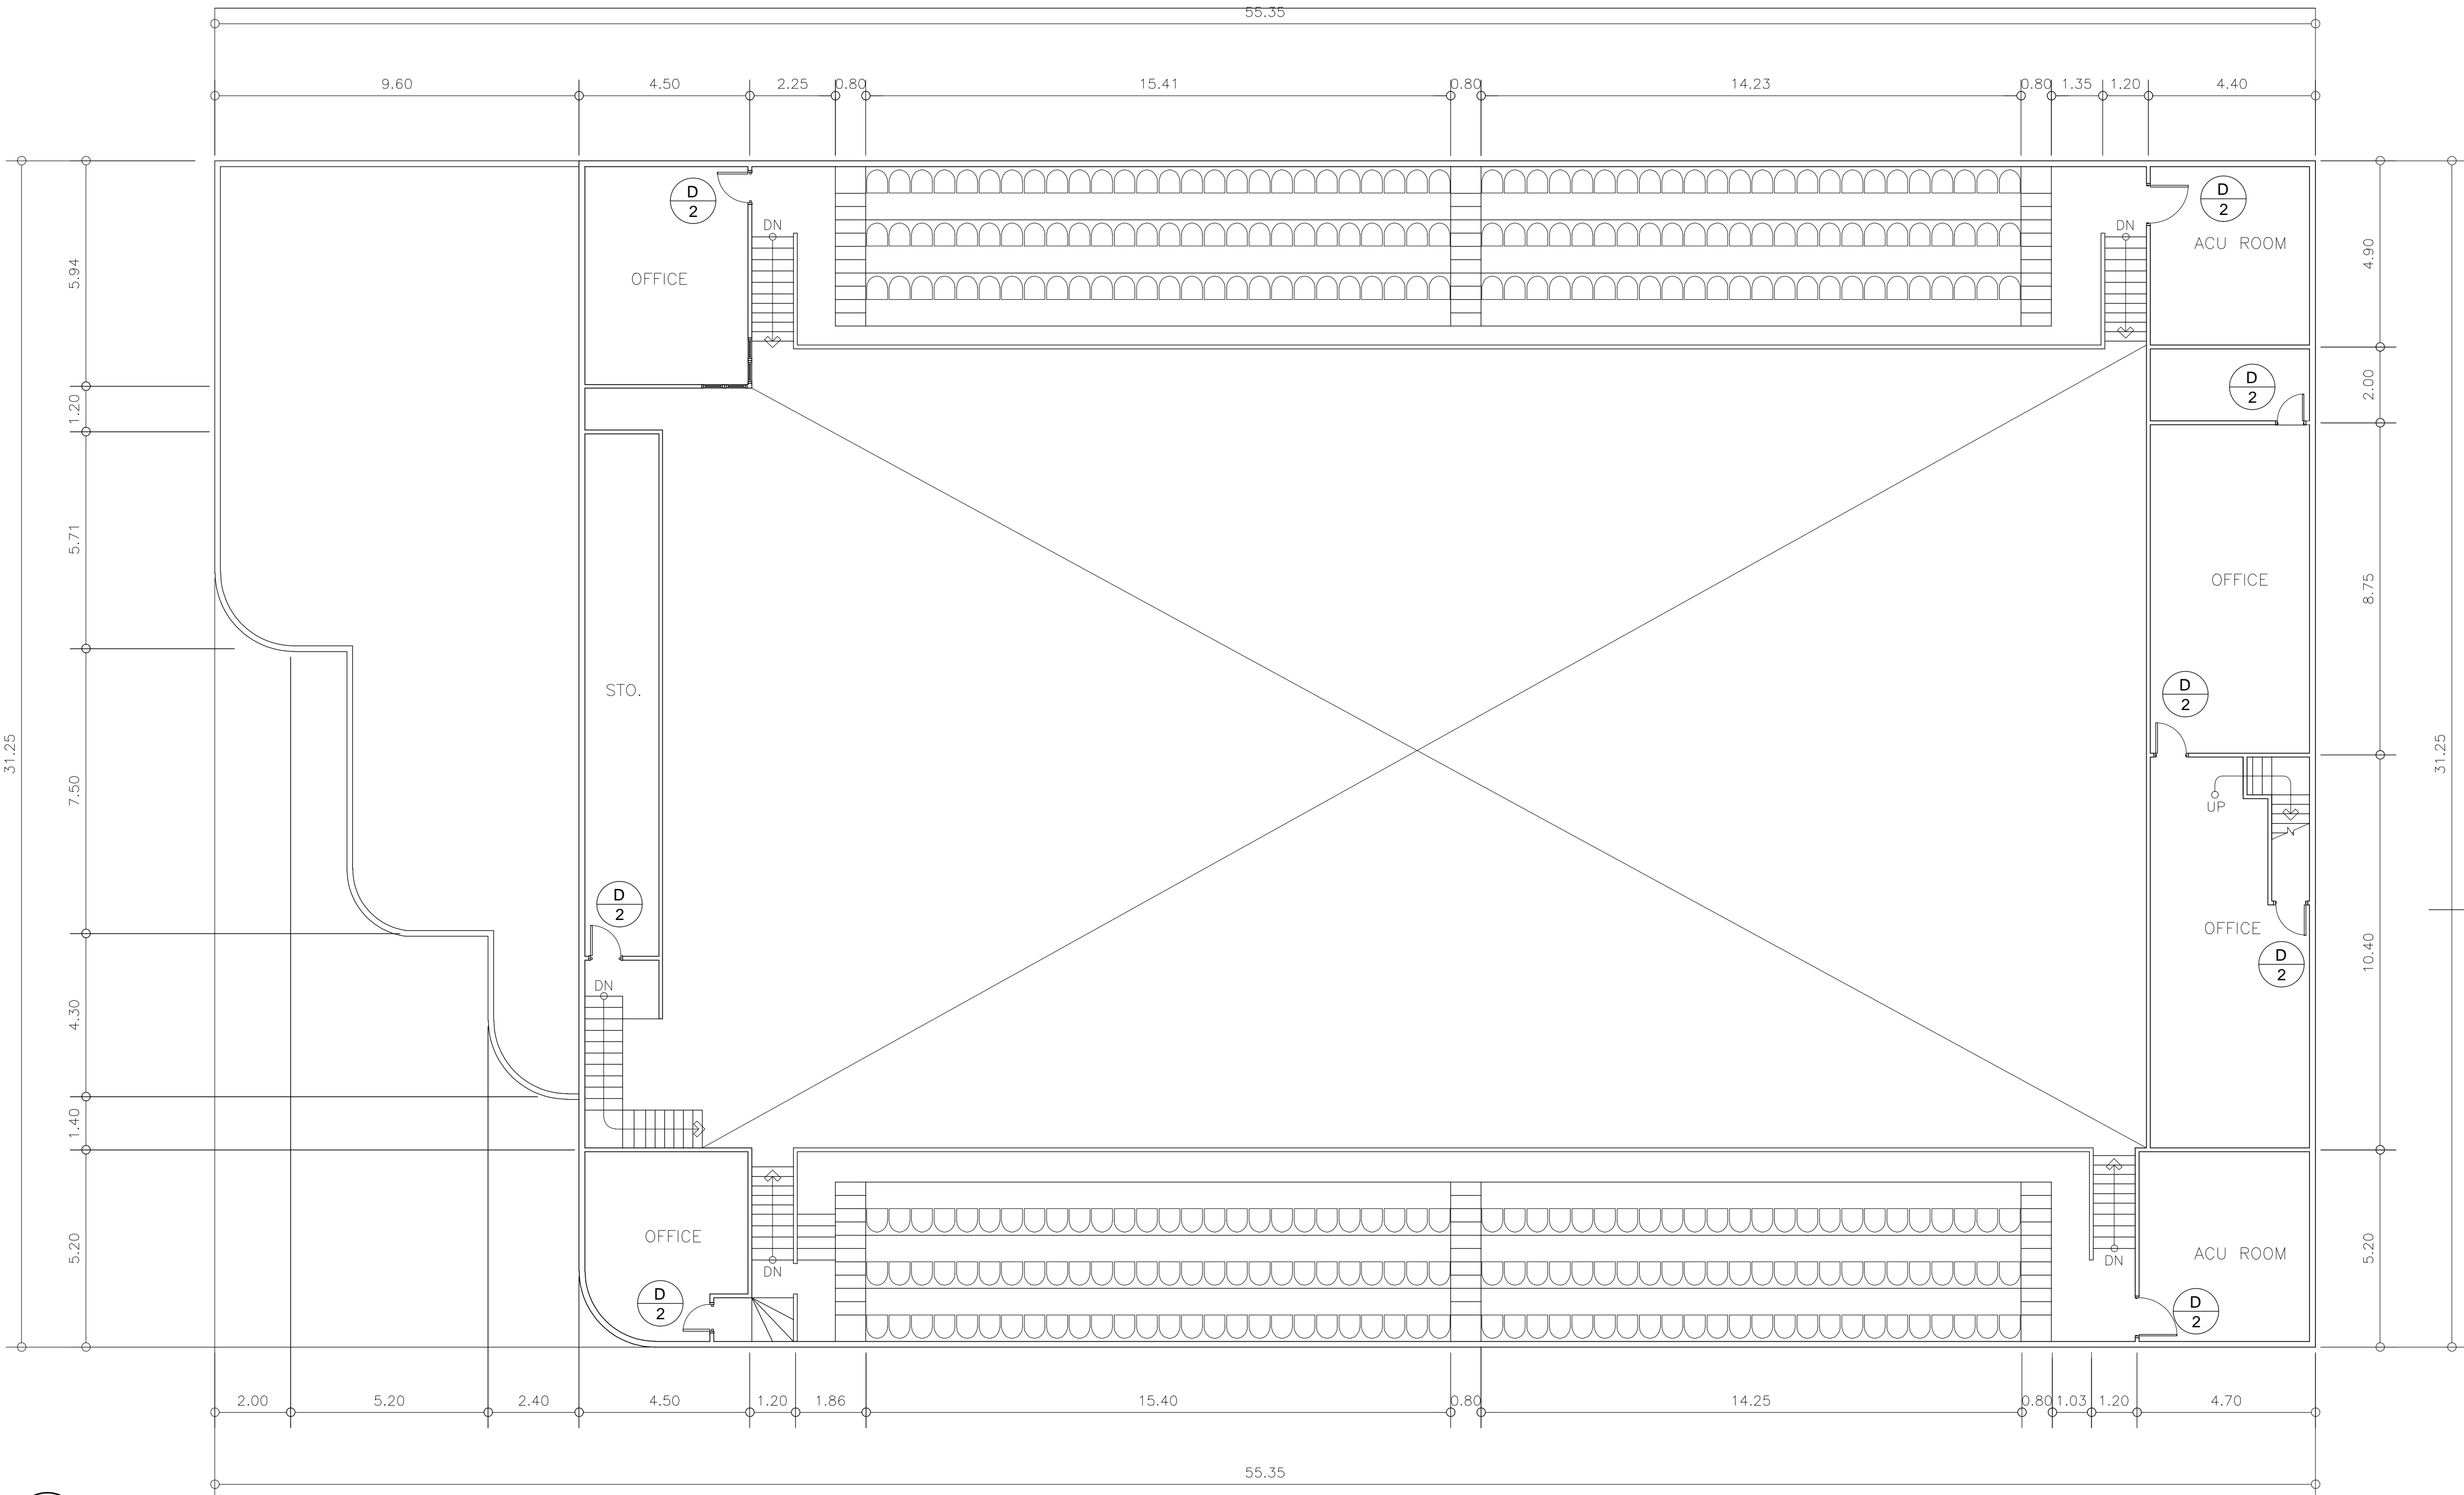 55.35
9.60 4.50 2.25 0.80 15.41 0.80 14.23 0.80 1.35 1.20 4.40
D
2
D
2
DN
DN
ACU ROOM
OFFICE
5.94
4.90
D
2
2.00
1.20
5.71
OFFICE
8.75
STO.
D
2
31.25
31.25
7.50
UP
D
2
OFFICE
10.40
D
2
DN
4.30
1.40
5.20
OFFICE
ACU ROOM
5.20
DN
DN
D
2
D
2
2.00 5.20 2.40 4.50 1.20 1.86 15.40 0.80 14.25 0.80 1.03 1.20 4.70
55.35